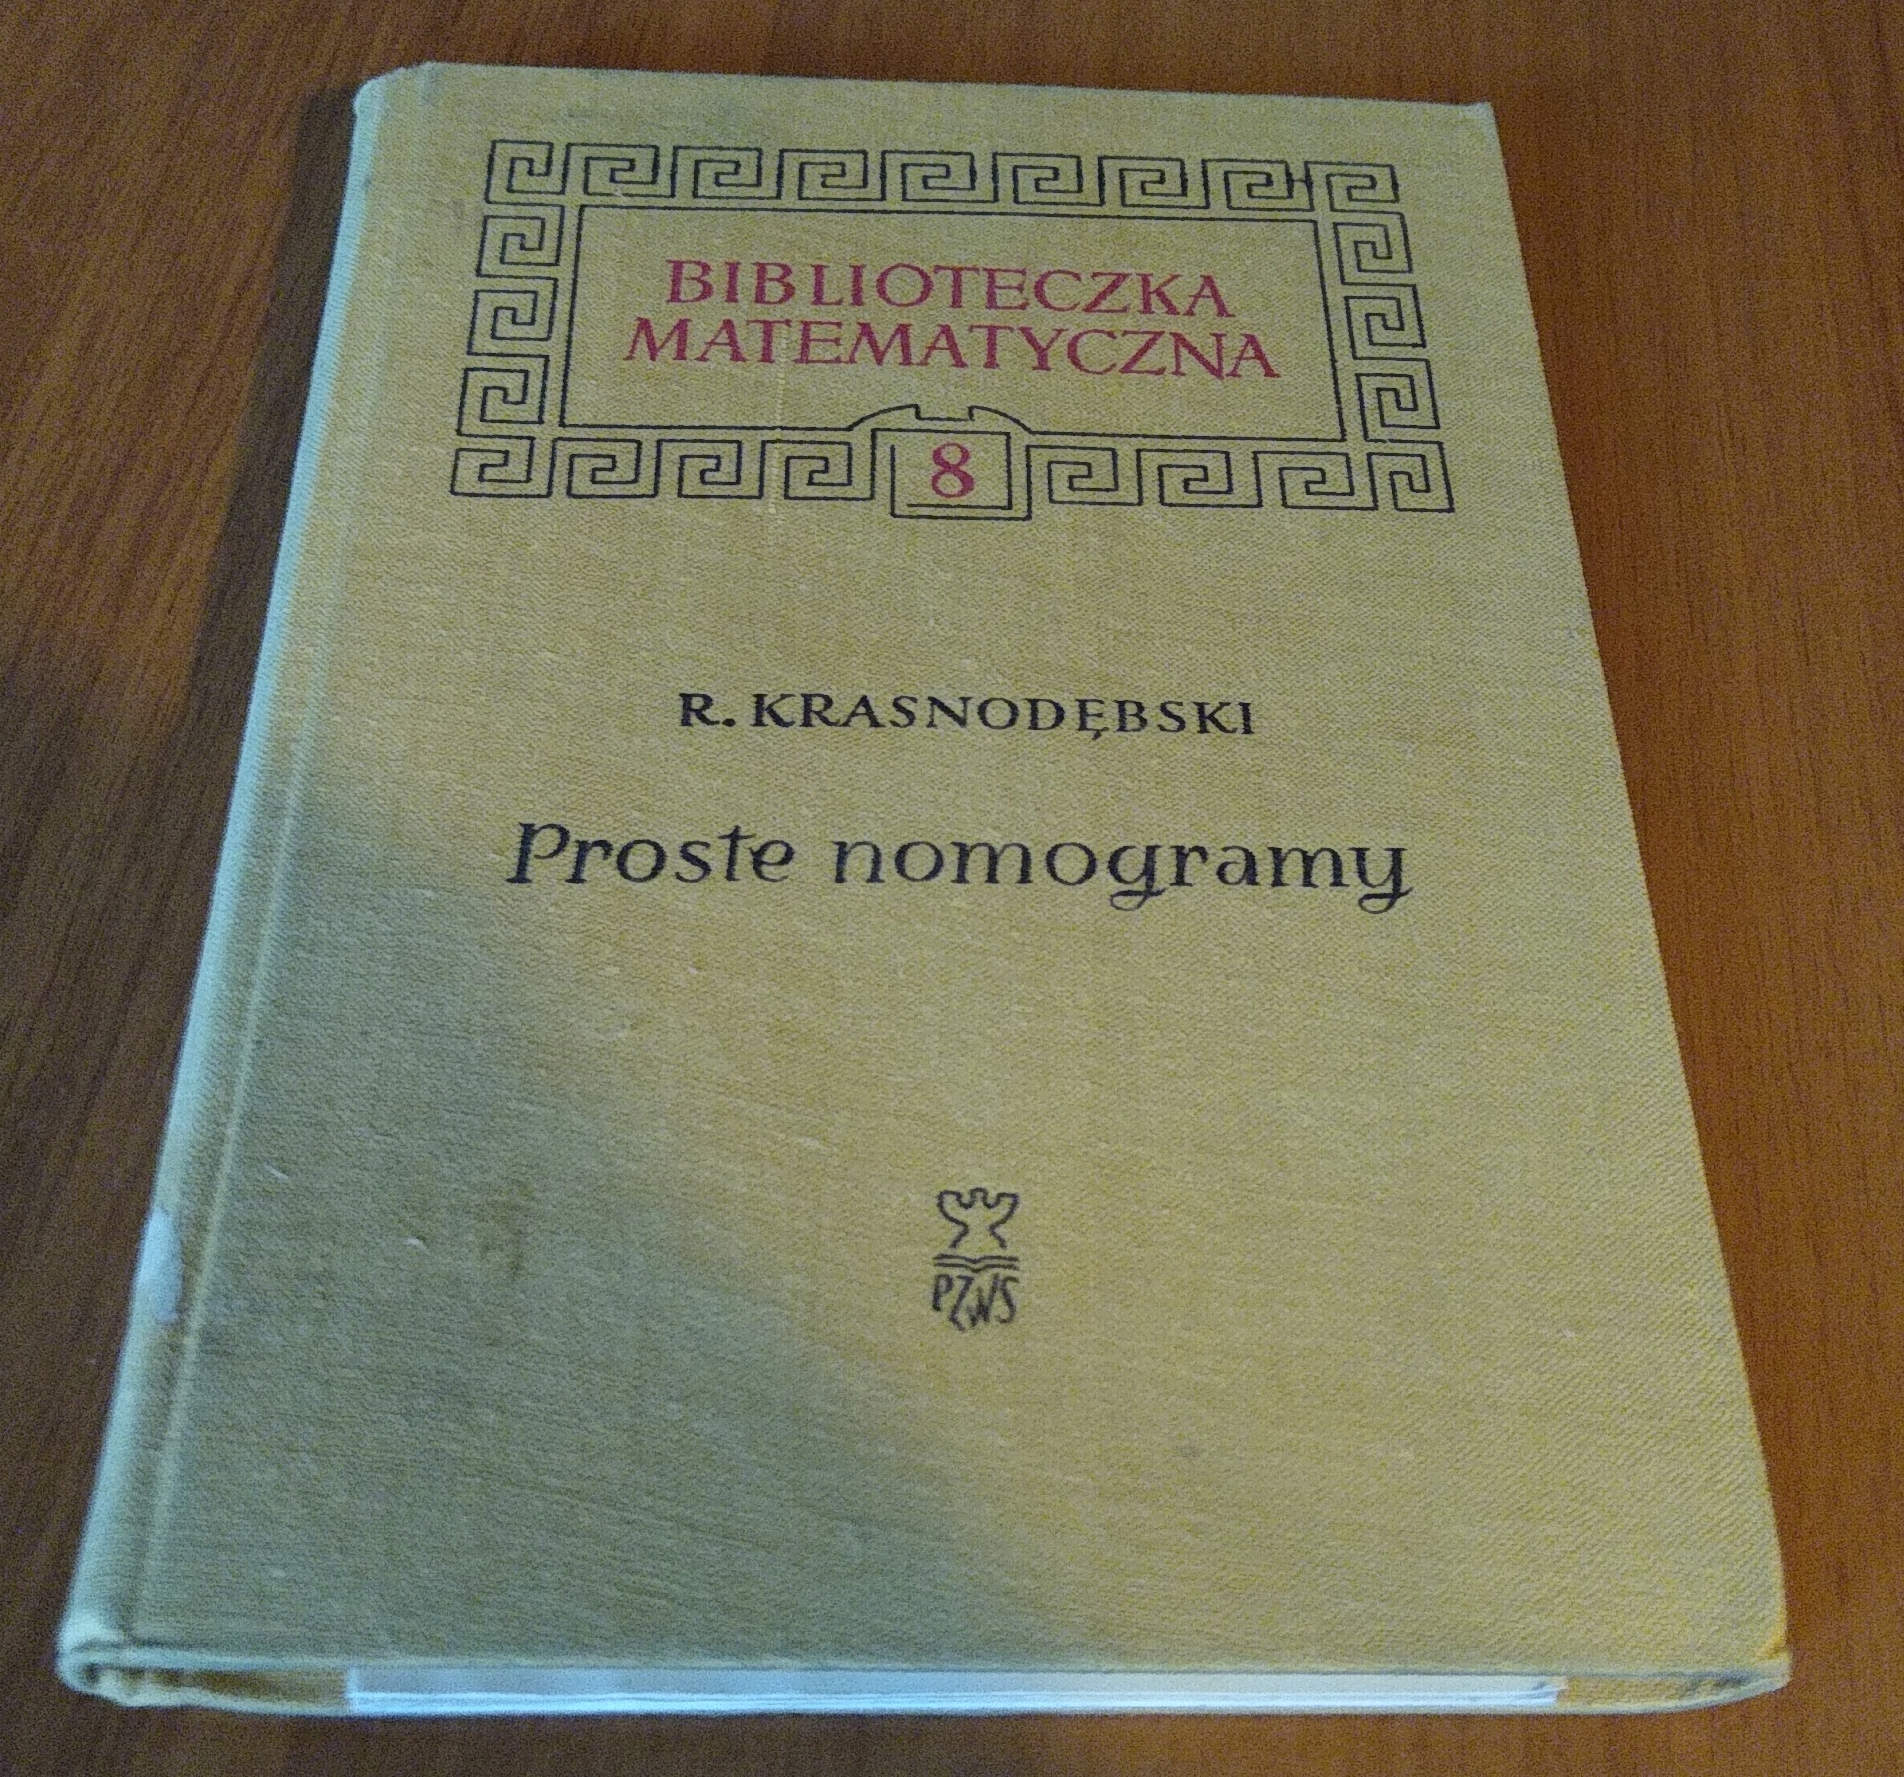 BIBLIOTECZKA
MATEMATYCZNA
8
R. KRASNODĘBSKI
Proste nomogramy
PZWS